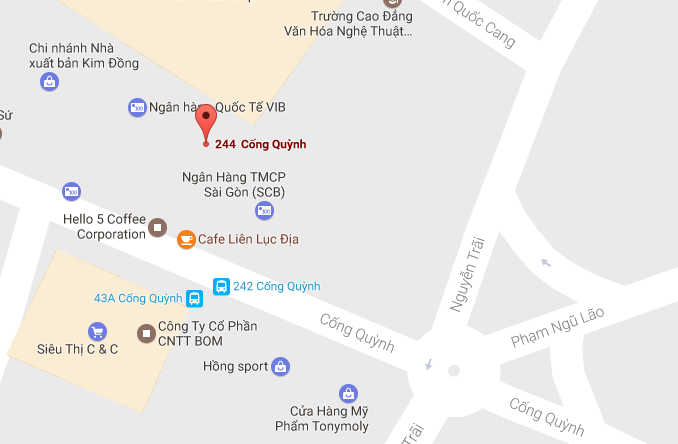 Trường Cao Đẳng
Văn Hóa Nghệ Thuật...
Quốc Cang
Chi nhánh Nhà
xuất bản Kim Đồng
Ngân hàng Quốc Tế VIB
Sứ
244 Cống Quỳnh
Ngân Hàng TMCP
Sài Gòn (SCB)
Hello 5 Coffee
Corporation
Cafe Liên Lục Địa
242 Cống Quỳnh
43A Cống Quỳnh
Nguyễn Trãi
Phạm Ngũ Lão
Cống Quỳnh
Công Ty Cổ Phần
CNTT BOM
Siêu Thị C & C
Hồng sport
Cửa Hàng Mỹ
Phẩm Tonymoly
Cống Quỳnh
Trãi